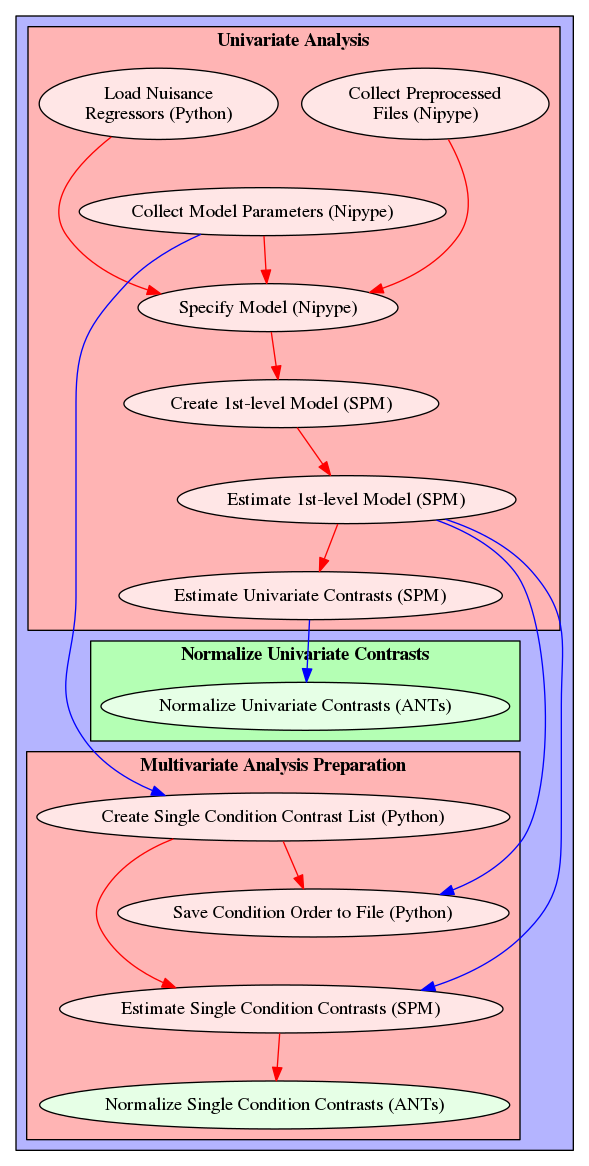 Univariate Analysis
Load Nuisance
Regressors (Python)
Collect Preprocessed
Files (Nipype)
Collect Model Parameters (Nipype)
Specify Model (Nipype)
Create 1st-level Model (SPM)
Estimate 1st-level Model (SPM)
Estimate Univariate Contrasts (SPM)
Normalize Univariate Contrasts
Normalize Univariate Contrasts (ANTs)
Multivariate Analysis Preparation
Create Single Condition Contrast List (Python)
Save Condition Order to File (Python)
Estimate Single Condition Contrasts (SPM)
Normalize Single Condition Contrasts (ANTs)